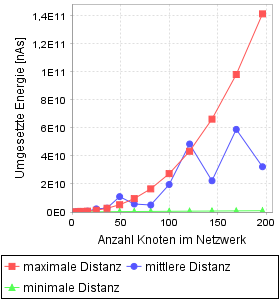 Umgesetzte Energie [nAs]
1,4E11
1,2E11
1E11
8E10
6E10
4E10
2E10
0E0
0 50 100 150 200
Anzahl Knoten im Netzwerk
maximale Distanz mittlere Distanz
minimale Distanz